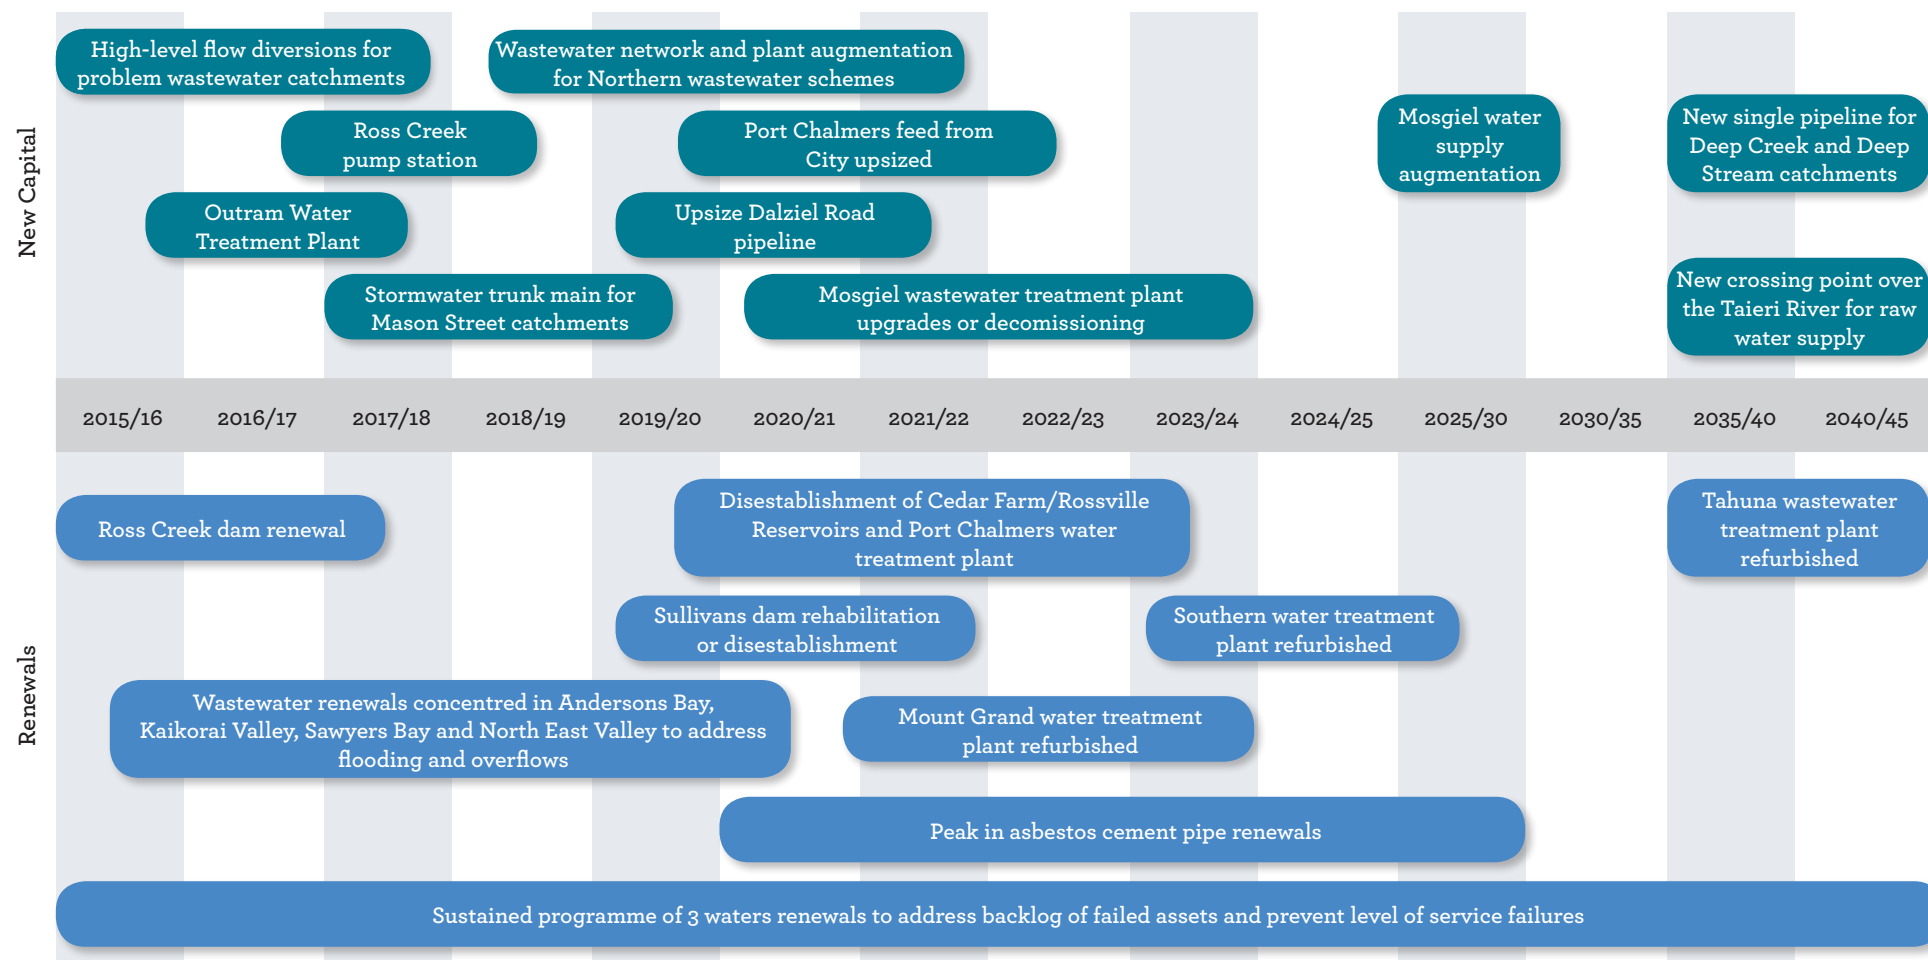 High-level flow diversions for
problem wastewater catchments
Wastewater network and plant augmentation
for Northern wastewater schemes
New Capital
Ross Creek
pump station
Port Chalmers feed from
City upsized
Mosgiel water
supply
augmentation
New single pipeline for
Deep Creek and Deep
Stream catchments
Outram Water
Treatment Plant
Upsize Dalziel Road
pipeline
Stormwater trunk main for
Mason Street catchments
Mosgiel wastewater treatment plant
upgrades or decomissioning
New crossing point over
the Taieri River for raw
water supply
2015/16 2016/17 2017/18 2018/19 2019/20 2020/21 2021/22 2022/23 2023/24 2024/25 2025/30 2030/35 2035/40 2040/45
Renewals
Ross Creek dam renewal
Disestablishment of Cedar Farm/Rossville
Reservoirs and Port Chalmers water
treatment plant
Tahuna wastewater
treatment plant
refurbished
Sullivans dam rehabilitation
or disestablishment
Southern water treatment
plant refurbished
Wastewater renewals concentred in Andersons Bay,
Kaikorai Valley, Sawyers Bay and North East Valley to address
flooding and overflows
Mount Grand water treatment
plant refurbished
Peak in asbestos cement pipe renewals
Sustained programme of 3 waters renewals to address backlog of failed assets and prevent level of service failures